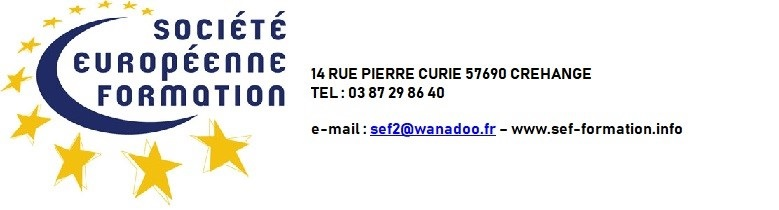 SOCIÉTÉ
EUROPÉENNE
FORMATION
14 RUE PIERRE CURIE 57690 CREHANGE
TEL : 03 87 29 86 40
e-mail : sef2@wanadoo.fr – www.sef-formation.info